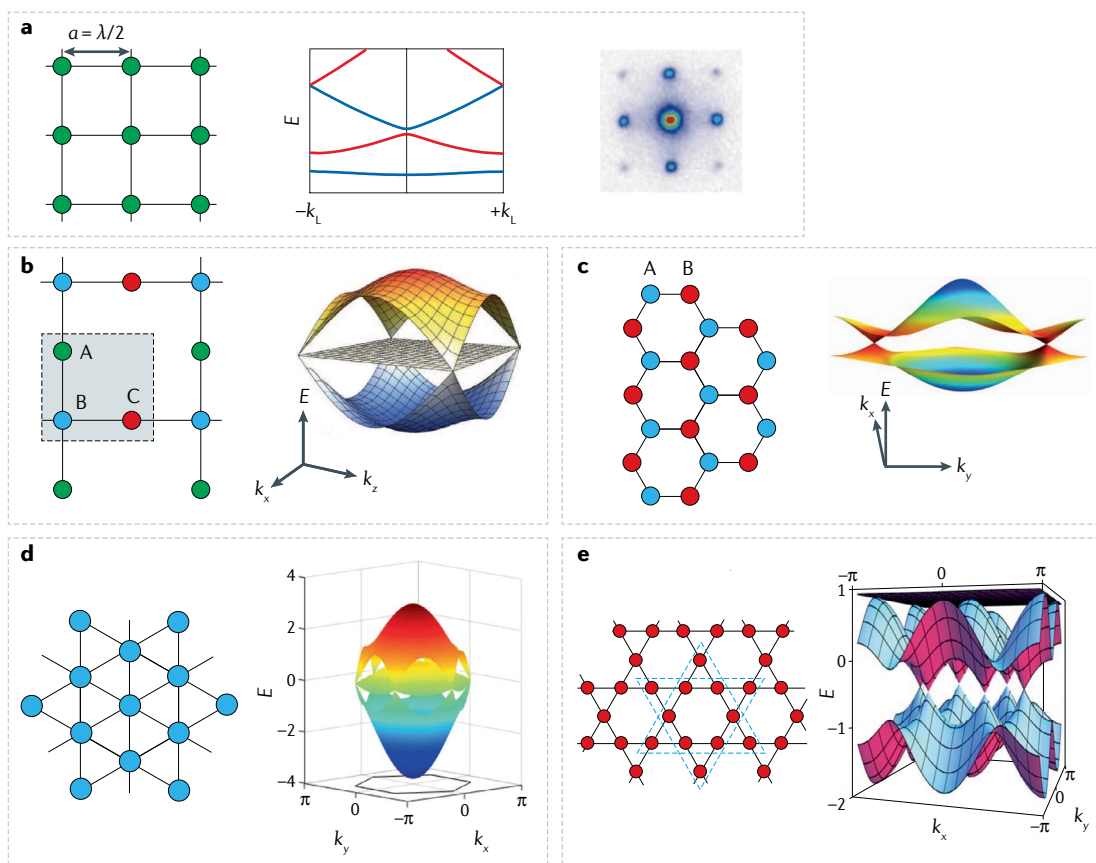 a
a = λ/2
E
−k_L
+k_L
b
A
B
C
E
k_x
k_z
c
A
B
E
k_x
k_y
d
4
2
E
0
−2
−4
π
0
−π
0
π
k_y
k_x
e
−π
0
π
1
0
E
−1
−2
π
0
−π
k_x
k_y